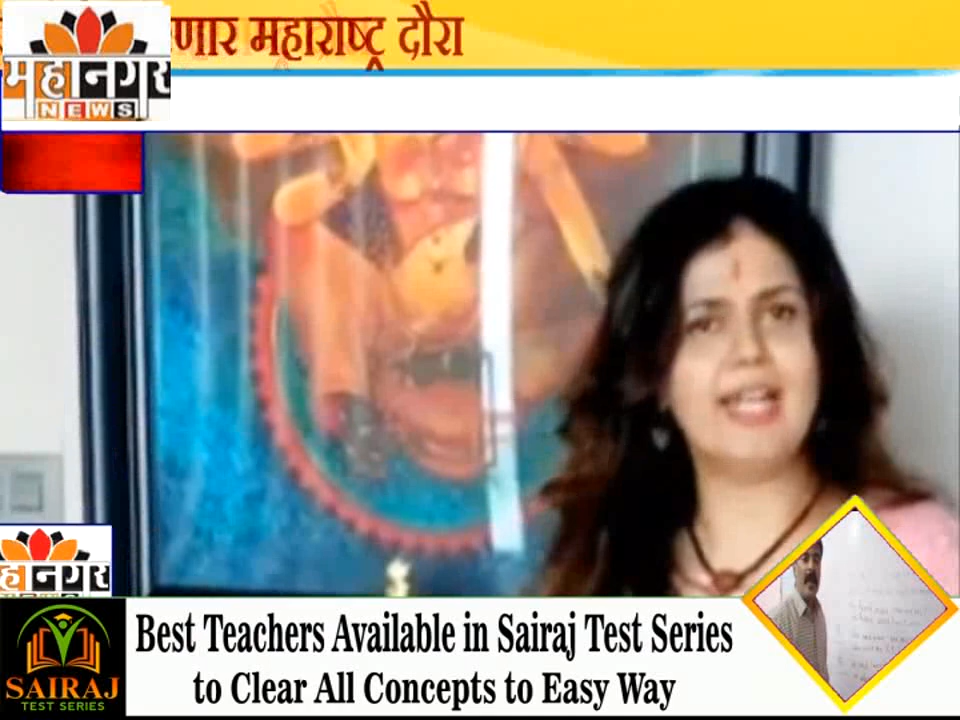 णार महाराष्ट्र दौरा
महानगर
NEWS
हानगर
Best Teachers Available in Sairaj Test Series
to Clear All Concepts to Easy Way
SAIRAJ
TEST SERIES